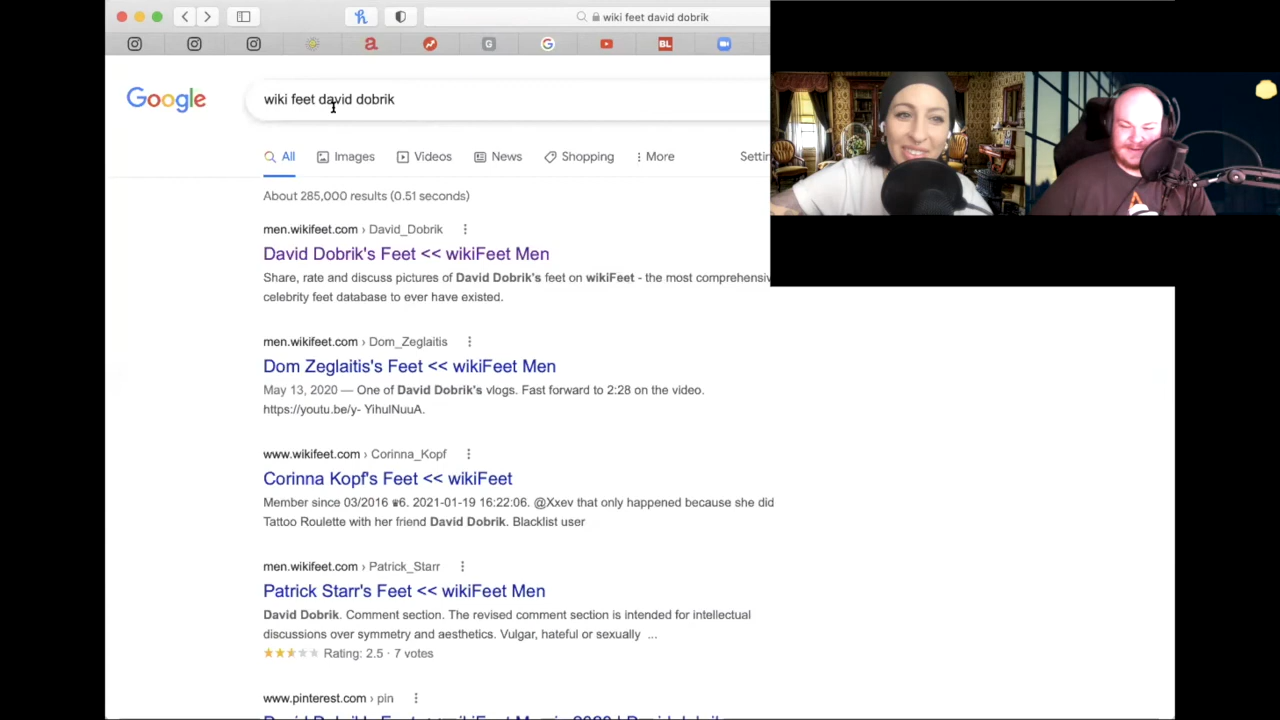 wiki feet david dobrik
a
G
G
BL
Google
wiki feet david dobrik
All
Images
Videos
News
Shopping
More
About 285,000 results (0.51 seconds)
men.wikifeet.com › David_Dobrik
David Dobrik's Feet << wikiFeet Men
Share, rate and discuss pictures of David Dobrik's feet on wikiFeet - the most
celebrity feet database to ever have existed.
men.wikifeet.com › Dom_Zeglaitis
Dom Zeglaitis's Feet << wikiFeet Men
May 13, 2020 — One of David Dobrik's vlogs. Fast forward to 2:28 on the video.
https://youtu.be/y- YihulNuuA.
www.wikifeet.com › Corinna_Kopf
Corinna Kopf's Feet << wikiFeet
Member since 03/2016 ♛6. 2021-01-19 16:22:06. @Xxev that only happened because she did
Tattoo Roulette with her friend David Dobrik. Blacklist user
men.wikifeet.com › Patrick_Starr
Patrick Starr's Feet << wikiFeet Men
David Dobrik. Comment section. The revised comment section is intended for intellectual
discussions over symmetry and aesthetics. Vulgar, hateful or sexually ...
Rating: 2.5 · 7 votes
www.pinterest.com › pin